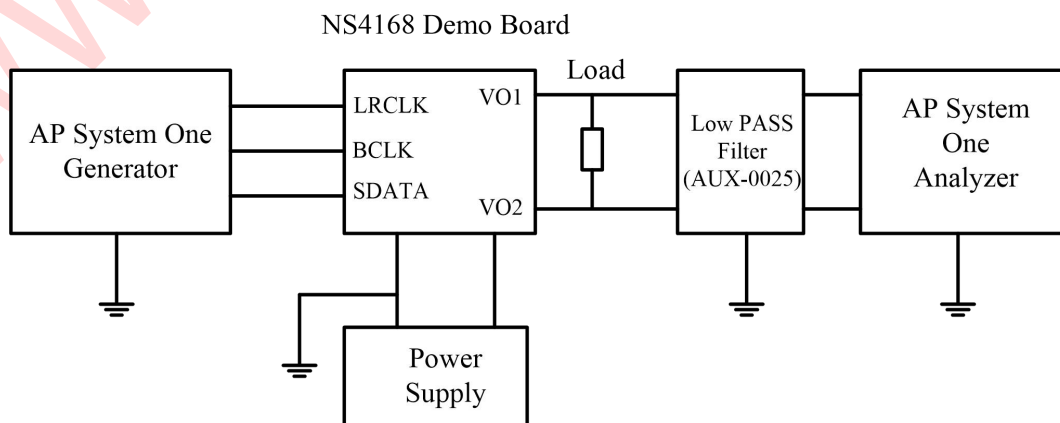 NS4168 Demo Board
AP System One
Generator
LRCLK
BCLK
SDATA
VO1
VO2
Load
Low PASS
Filter
(AUX-0025)
AP System
One
Analyzer
Power
Supply